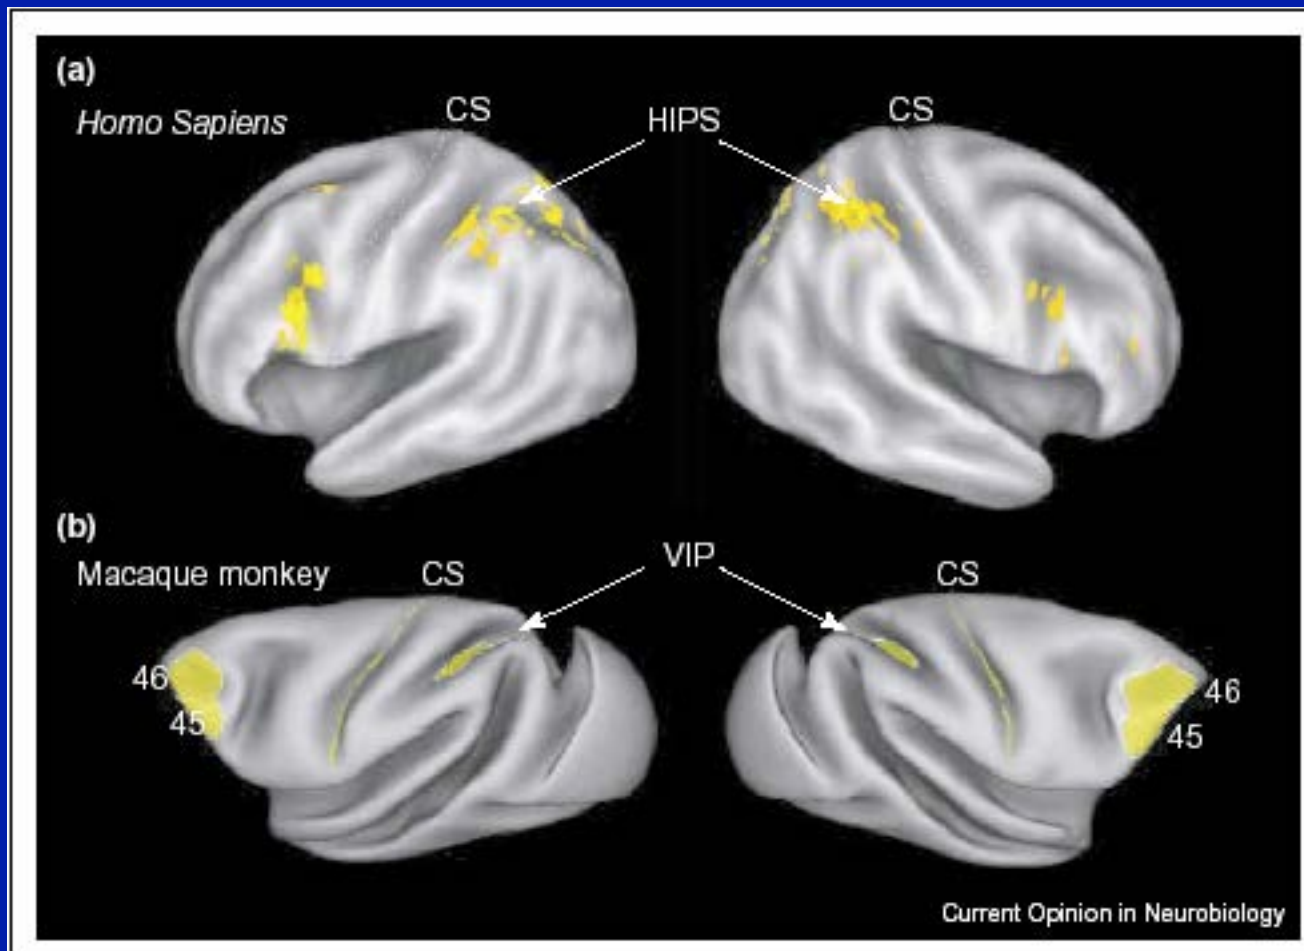 (a)
Homo Sapiens
CS
HIPS
CS
(b)
Macaque monkey
CS
VIP
CS
46
45
46
45
Current Opinion in Neurobiology